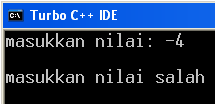 Turbo C++ IDE
masukkan nilai: -4
masukkan nilai salah